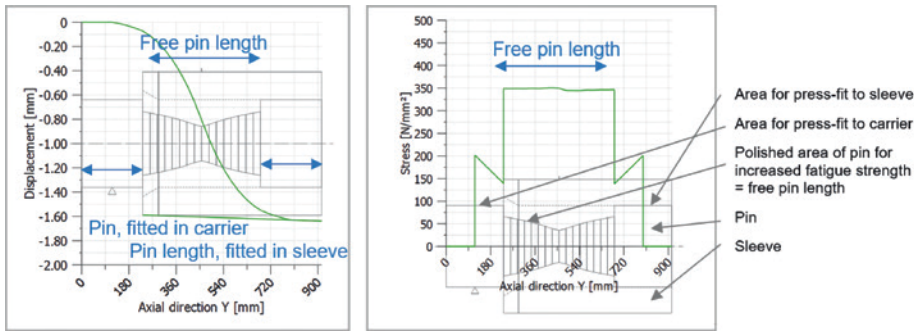 0
-0.20
-0.40
-0.60
-0.80
-1.00
-1.20
-1.40
-1.60
-1.80
-2.00
Displacement [mm]
Free pin length
Pin, fitted in carrier
Pin length, fitted in sleeve
0
180
360
540
720
900
Axial direction Y [mm]
500
450
400
350
300
250
200
150
100
50
0
Stress [N/mm²]
Free pin length
0
180
360
540
720
900
Axial direction Y [mm]
Area for press-fit to sleeve
Area for press-fit to carrier
Polished area of pin for
increased fatigue strength
= free pin length
Pin
Sleeve